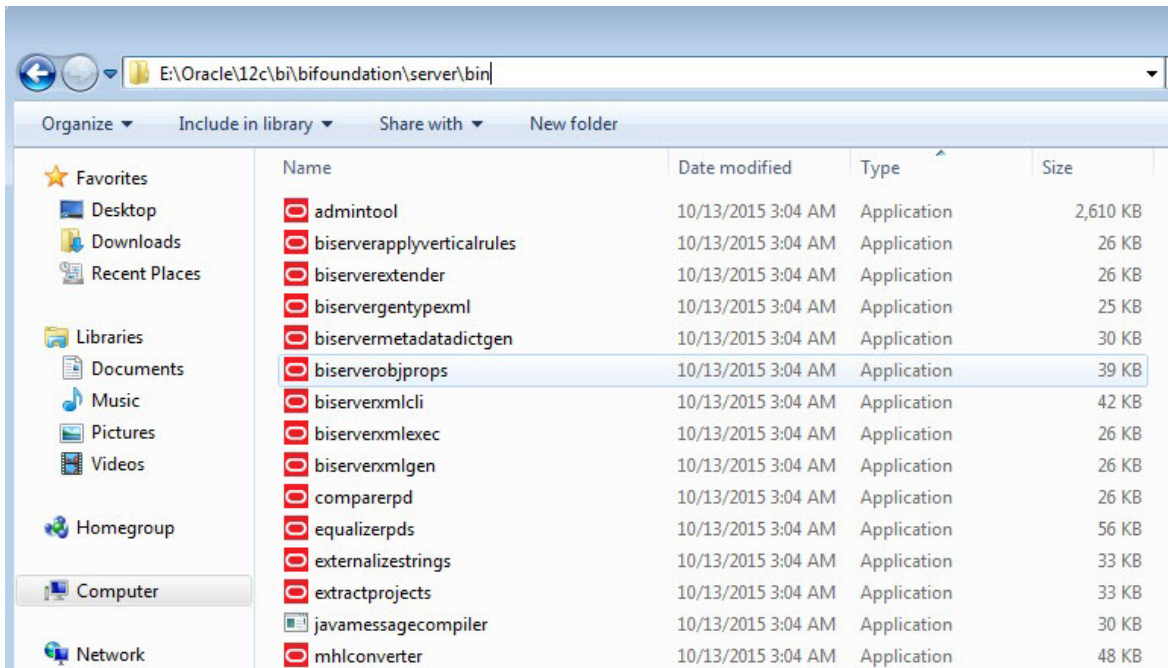 E:\Oracle\12c\bi\bifoundation\server\bin
Organize Include in library Share with New folder
Favorites
Desktop
Downloads
Recent Places
Libraries
Documents
Music
Pictures
Videos
Homegroup
Computer
Network
Name Date modified Type Size
admintool 10/13/2015 3:04 AM Application 2,610 KB
biserverapplyverticalrules 10/13/2015 3:04 AM Application 26 KB
biserverextender 10/13/2015 3:04 AM Application 26 KB
biservergentypexml 10/13/2015 3:04 AM Application 25 KB
biservermetadatadictgen 10/13/2015 3:04 AM Application 30 KB
biserverobjprops 10/13/2015 3:04 AM Application 39 KB
biserverxmlcli 10/13/2015 3:04 AM Application 42 KB
biserverxmlexec 10/13/2015 3:04 AM Application 26 KB
biserverxmlgen 10/13/2015 3:04 AM Application 26 KB
comparerpd 10/13/2015 3:04 AM Application 26 KB
equalizerpds 10/13/2015 3:04 AM Application 56 KB
externalizestrings 10/13/2015 3:04 AM Application 33 KB
extractprojects 10/13/2015 3:04 AM Application 33 KB
javamessagecompiler 10/13/2015 3:04 AM Application 30 KB
mhlconverter 10/13/2015 3:04 AM Application 48 KB